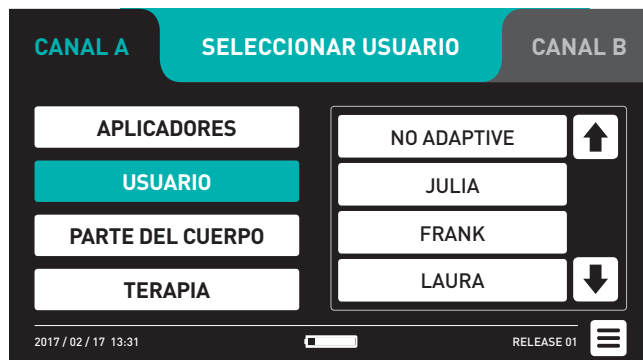 CANAL A
SELECCIONAR USUARIO
CANAL B
APLICADORES
USUARIO
PARTE DEL CUERPO
TERAPIA
NO ADAPTIVE
JULIA
FRANK
LAURA
2017 / 02 / 17 13:31
RELEASE 01